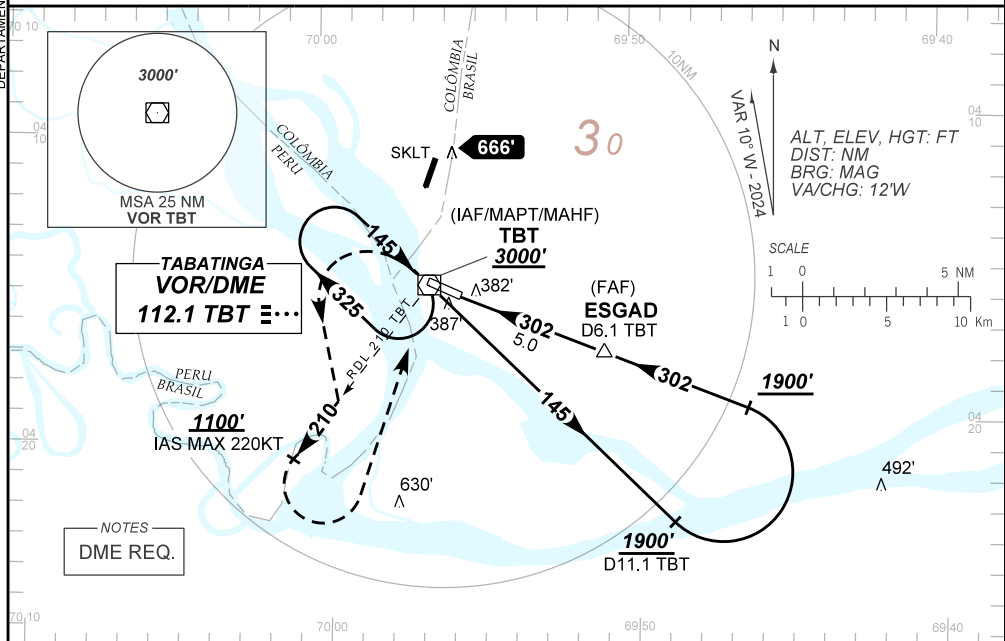 DEPARTAMEN
70 10
70 00
69 50
69 40
3000'
MSA 25 NM
VOR TBT
04
10
COLÔMBIA
BRASIL
10NM
N
VAR 10° W - 2024
04
10
ALT, ELEV, HGT: FT
DIST: NM
BRG: MAG
VA/CHG: 12'W
COLÔMBIA
PERU
SKLT
666'
30
(IAF/MAPT/MAHF)
TBT
3000'
SCALE
1 0 5 NM
1 0 5 10 Km
145
TABATINGA
VOR/DME
112.1 TBT
325
382'
387'
RDL 210 TBT
(FAF)
ESGAD
D6.1 TBT
302
5.0
302
1900'
PERU
BRASIL
1100'
IAS MAX 220KT
210
145
04
20
04
20
630'
492'
NOTES
DME REQ.
1900'
D11.1 TBT
70 10
70 00
69 50
69 40